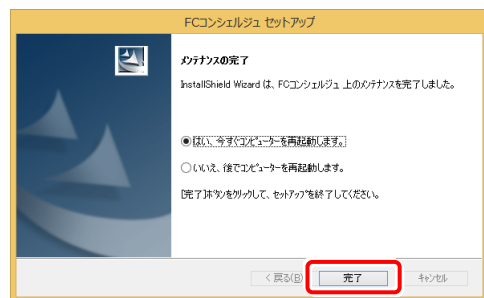 FCコンシェルジュ セットアップ
メンテナンスの完了
InstallShield Wizard は、FCコンシェルジュ 上のメンテナンスを完了しました。
はい、今すぐコンピューターを再起動します。
いいえ、後でコンピューターを再起動します。
[完了]ボタンをクリックして、セットアップを終了してください。
< 戻る(B) 完了 キャンセル